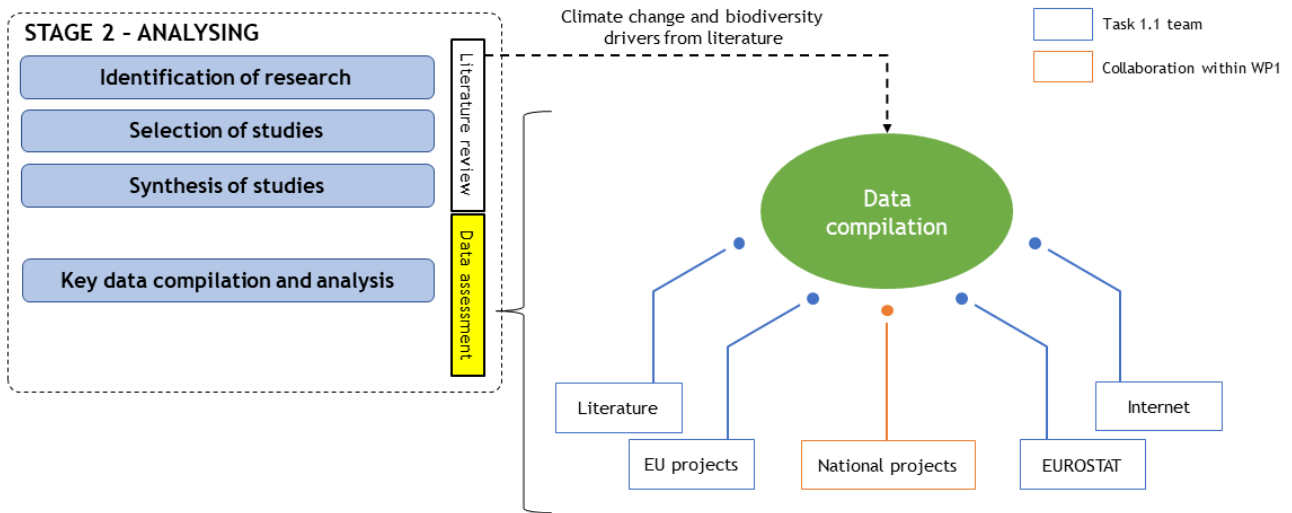 STAGE 2 – ANALYSING
Identification of research
Selection of studies
Synthesis of studies
Key data compilation and analysis
Literature review
Data assessment
Climate change and biodiversity
drivers from literature
Task 1.1 team
Collaboration within WP1
Data
compilation
Literature
EU projects
National projects
EUROSTAT
Internet